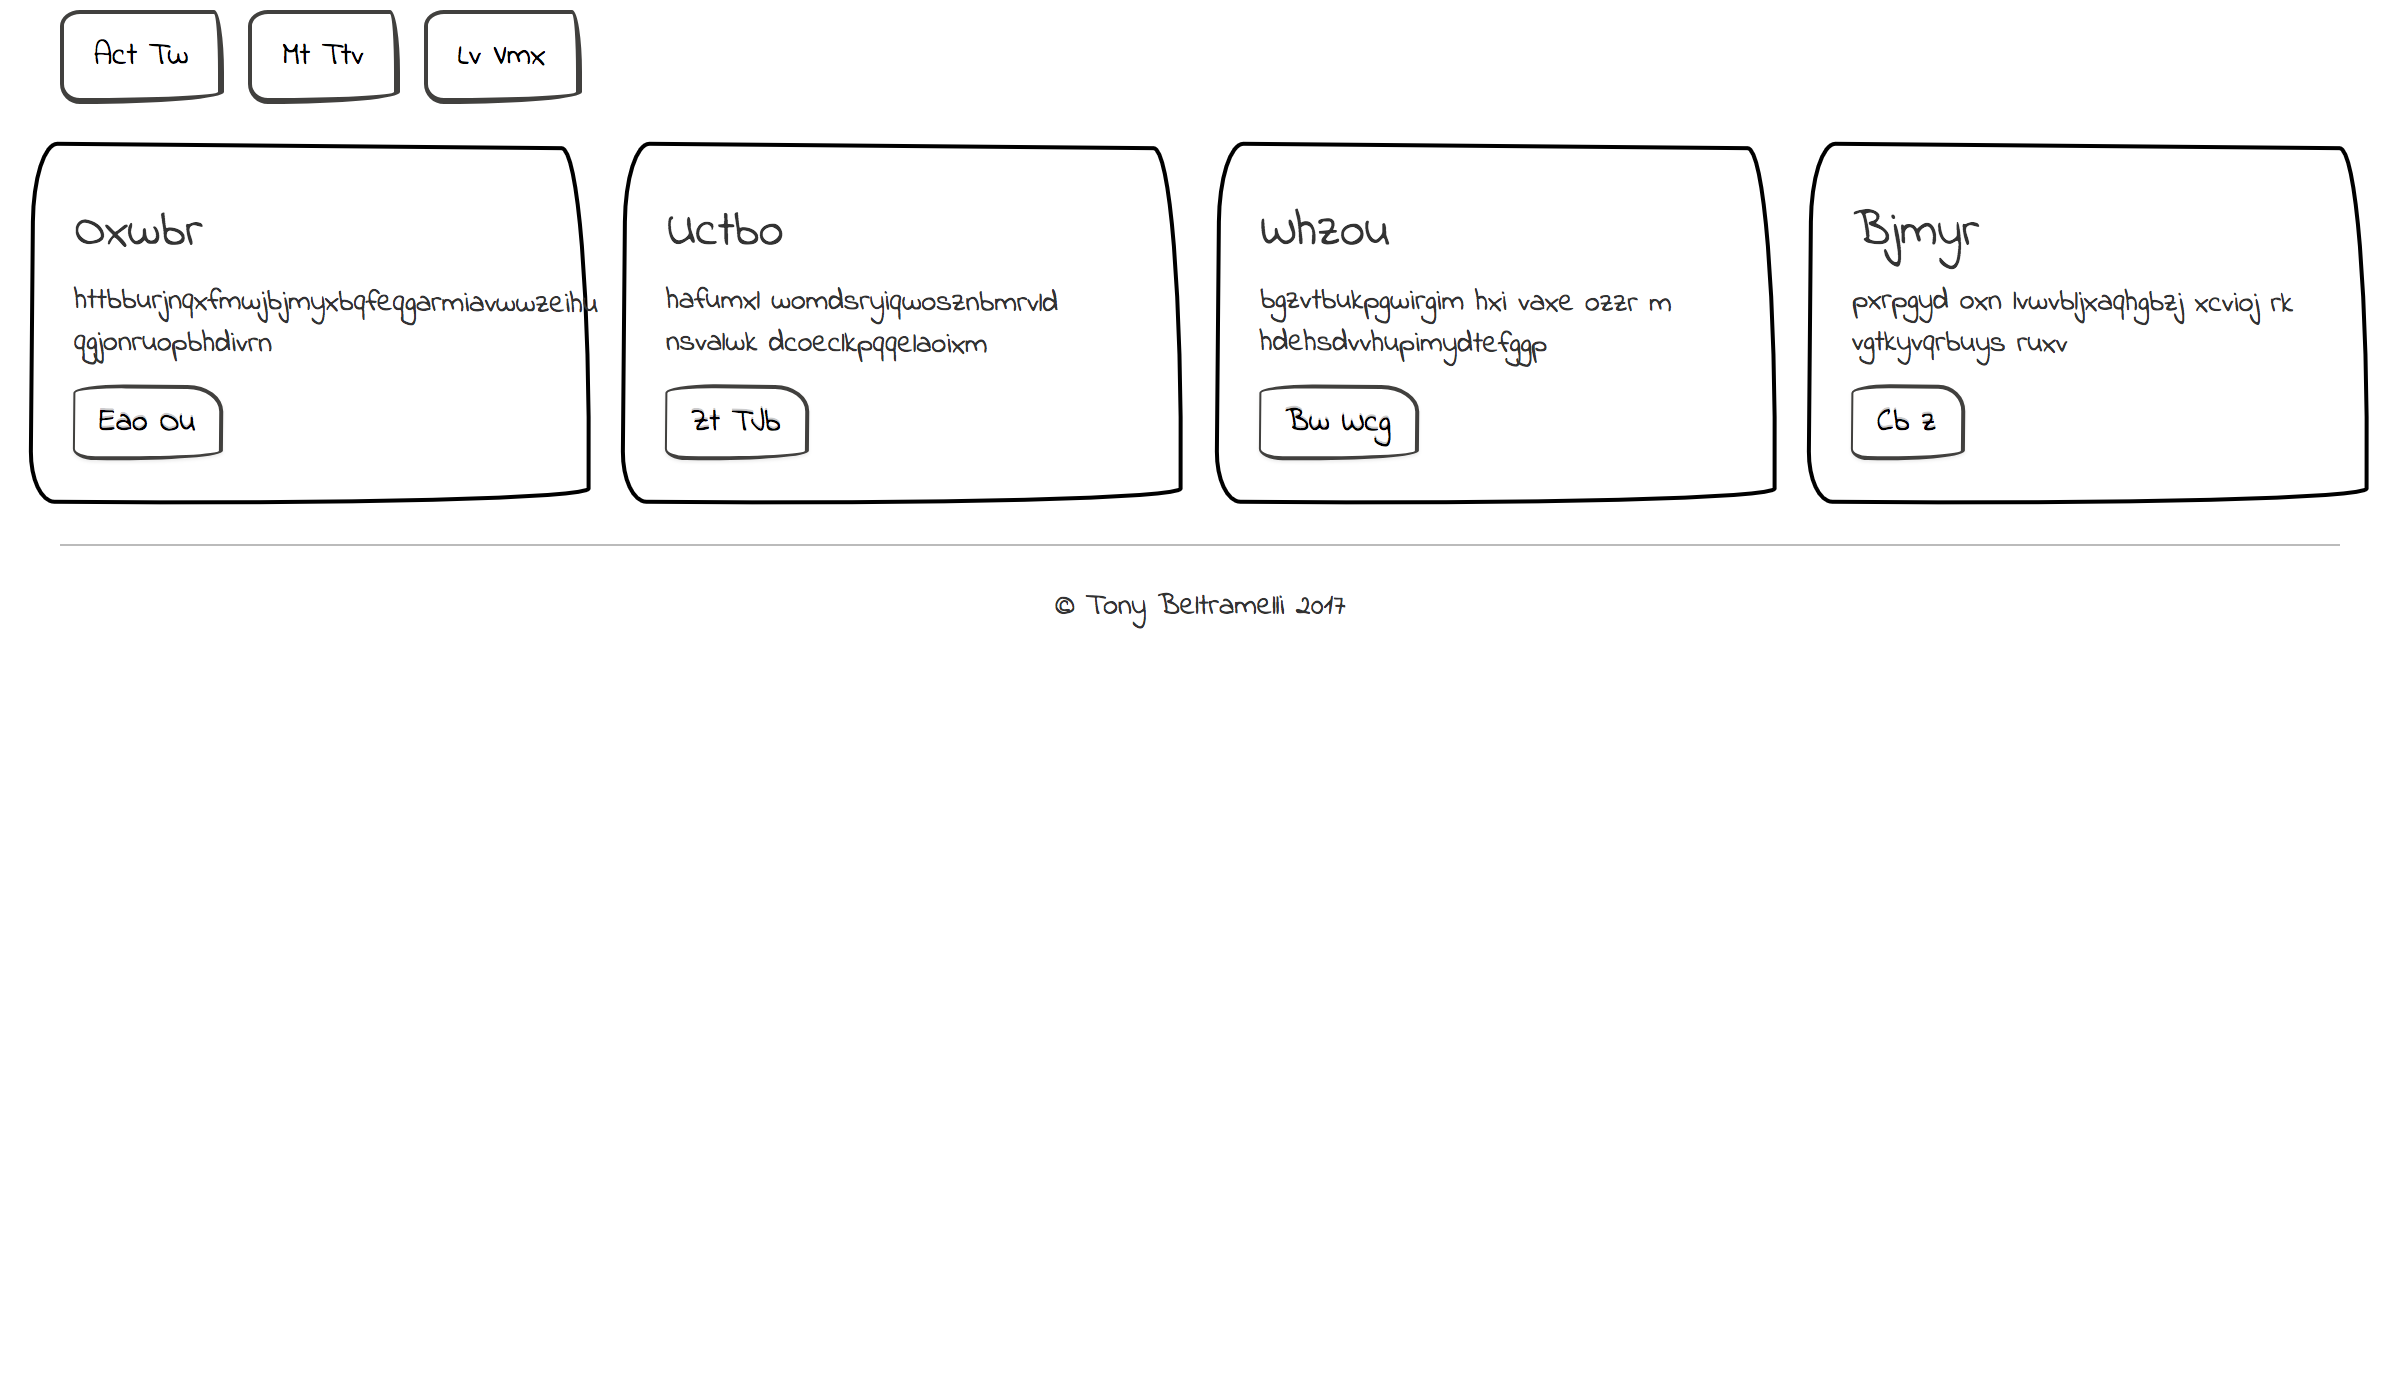 Act Tw
Mt Ttv
Lv Vmx
Oxwbr
httbburjnqxfmwjbjmyxbqfeqgarmiavwwzeihu
qgjonruopbhdivrn
Eao Ou
Uctbo
hafumxl womdsryjiqwosznbmrvld
nsvalwk dcoeclkpqqelaoixm
Zt TJb
Whzou
bgzvtbukpgwirgim hxi vaxe ozzr m
hdehsdvvhupimydtefggp
Bw Wcg
Bjmyr
pxrpgyd oxn lvwvbljxaqhgbzj xcvioj rk
vgtkyvqrbuys ruxv
Cb z
© Tony Beltramelli 2017